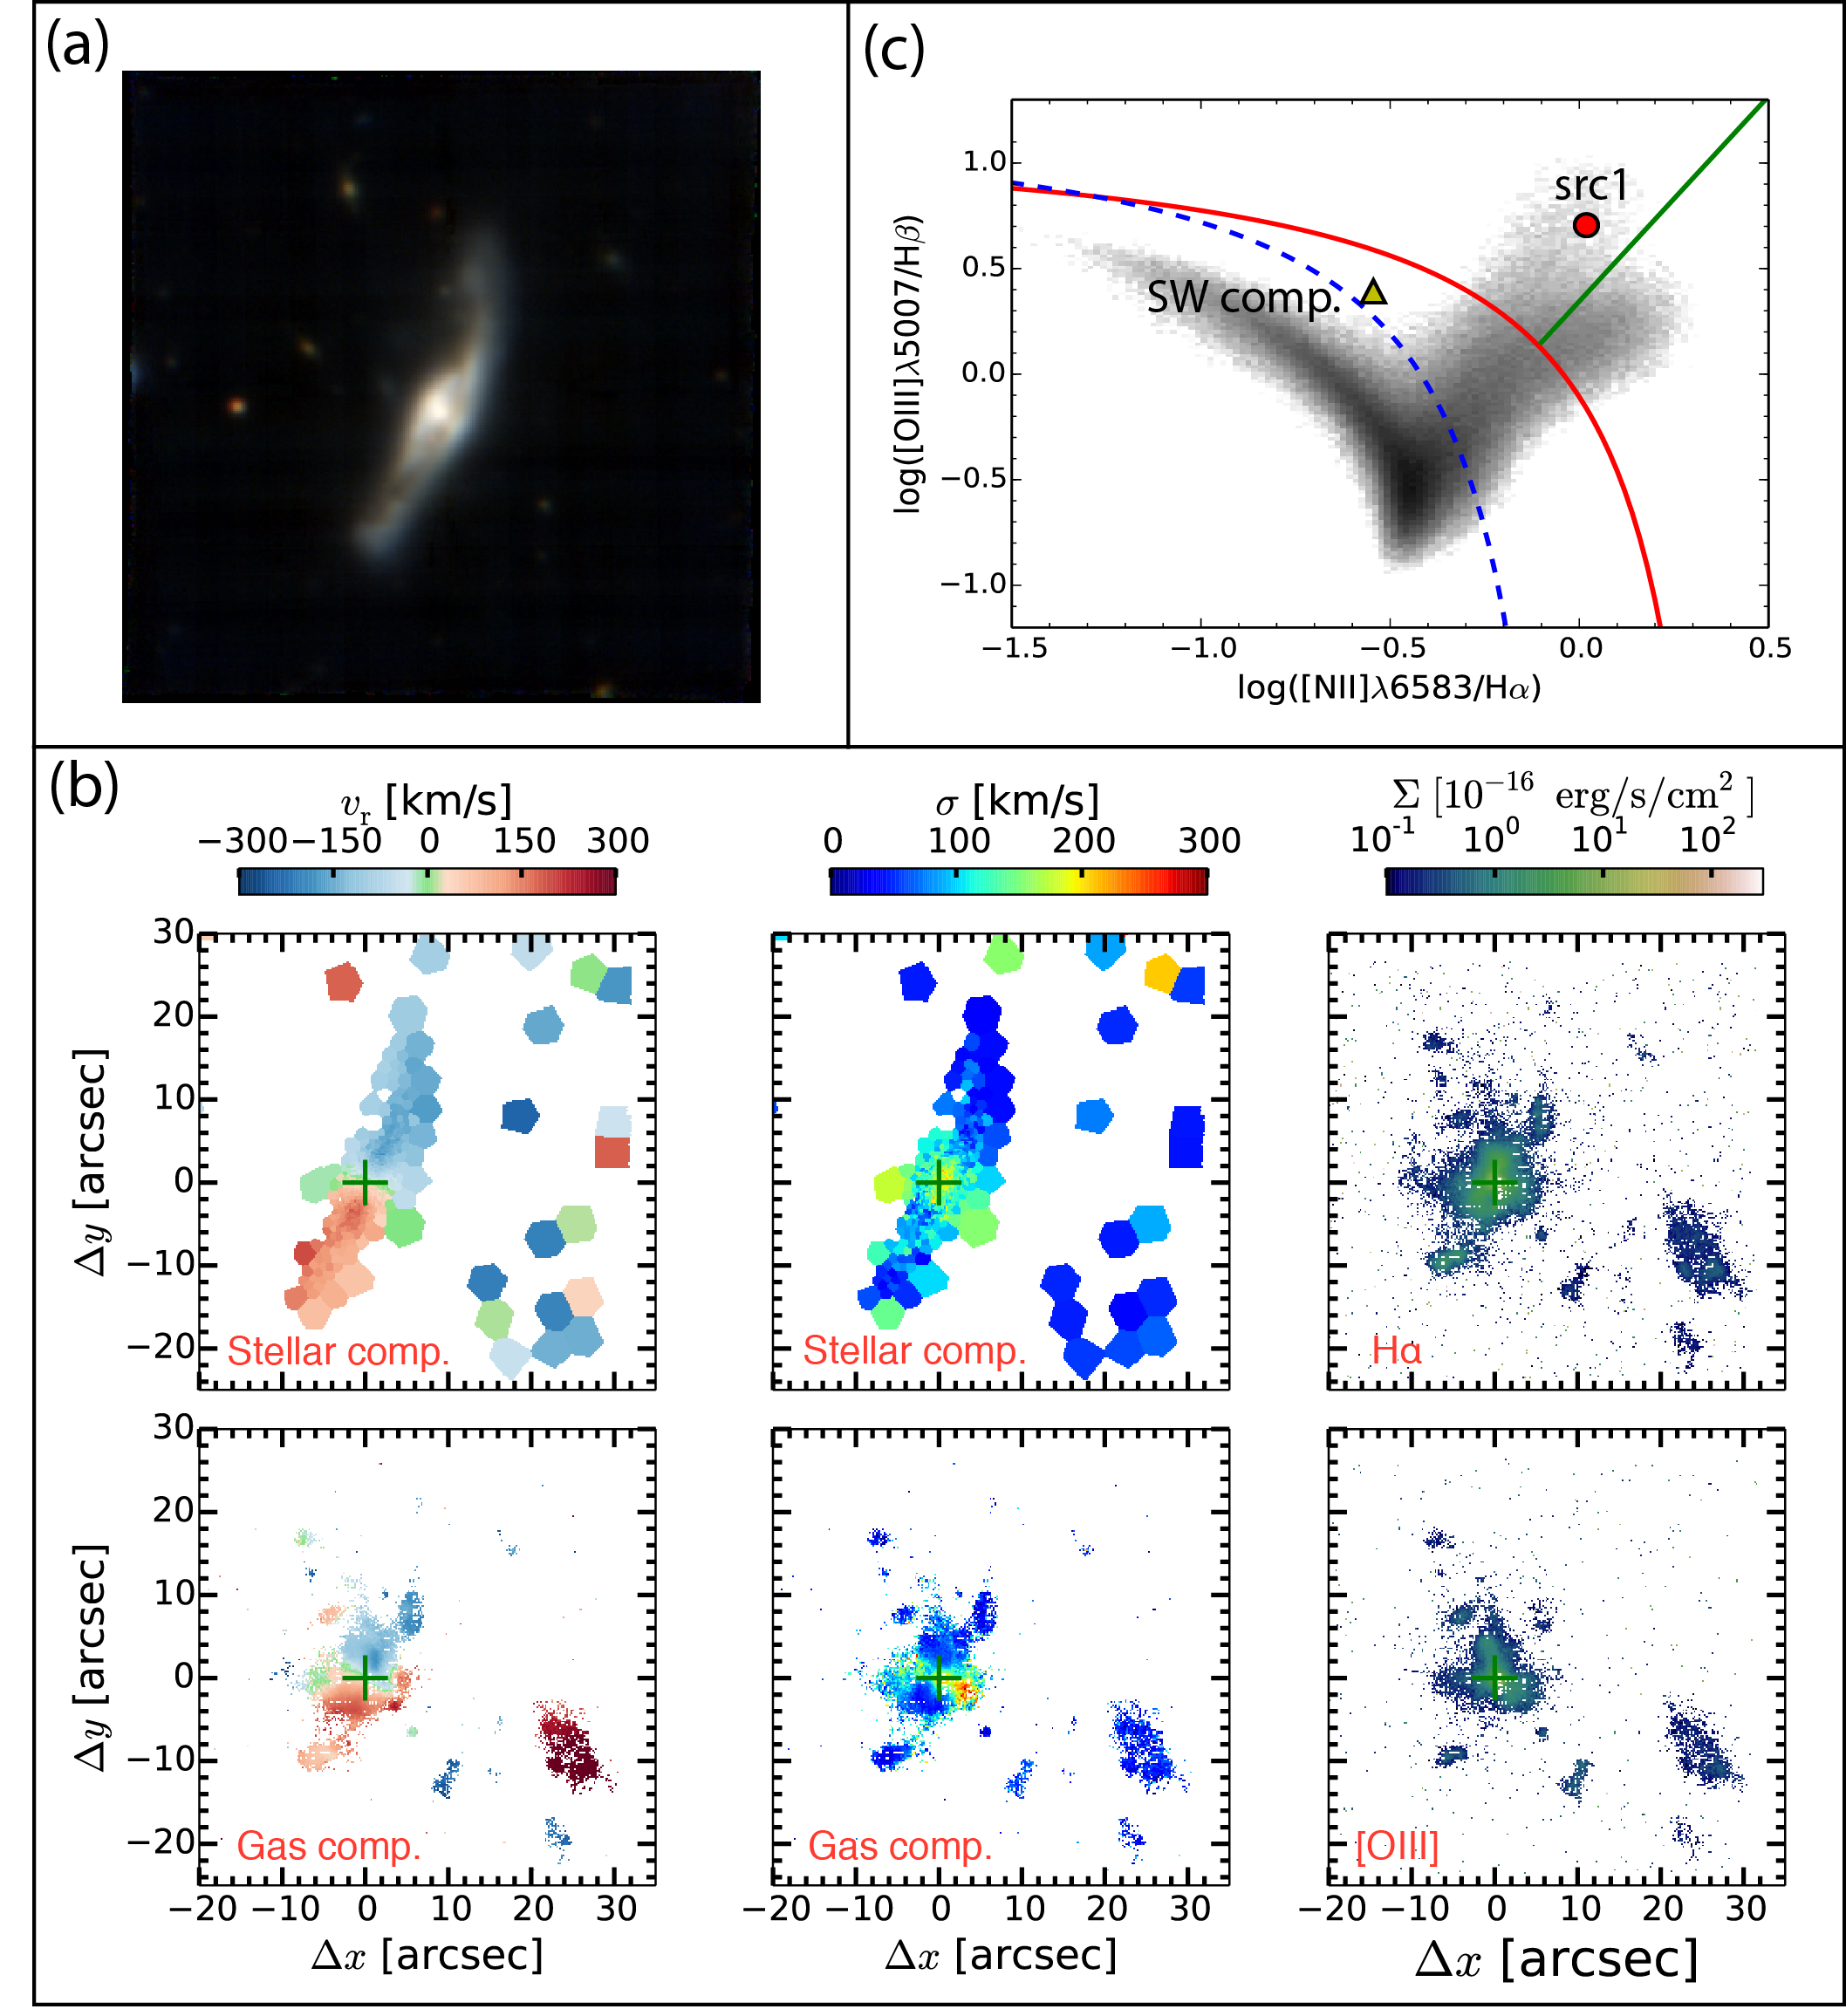 (a)
(c)
1.0
0.5
0.0
−0.5
−1.0
log([OIII]λ5007/Hβ)
src1
SW comp.
−1.5 −1.0 −0.5 0.0 0.5
log([NII]λ6583/Hα)
(b)
v_r [km/s]
−300 −150 0 150 300
σ [km/s]
0 100 200 300
Σ [10^−16 erg/s/cm^2 ]
10^-1 10^0 10^1 10^2
30
20
10
0
−10
−20
Δy [arcsec]
Stellar comp.
Stellar comp.
Hα
30
20
10
0
−10
−20
Δy [arcsec]
Gas comp.
Gas comp.
[OIII]
−20 −10 0 10 20 30
−20 −10 0 10 20 30
−20 −10 0 10 20 30
Δx [arcsec]
Δx [arcsec]
Δx [arcsec]